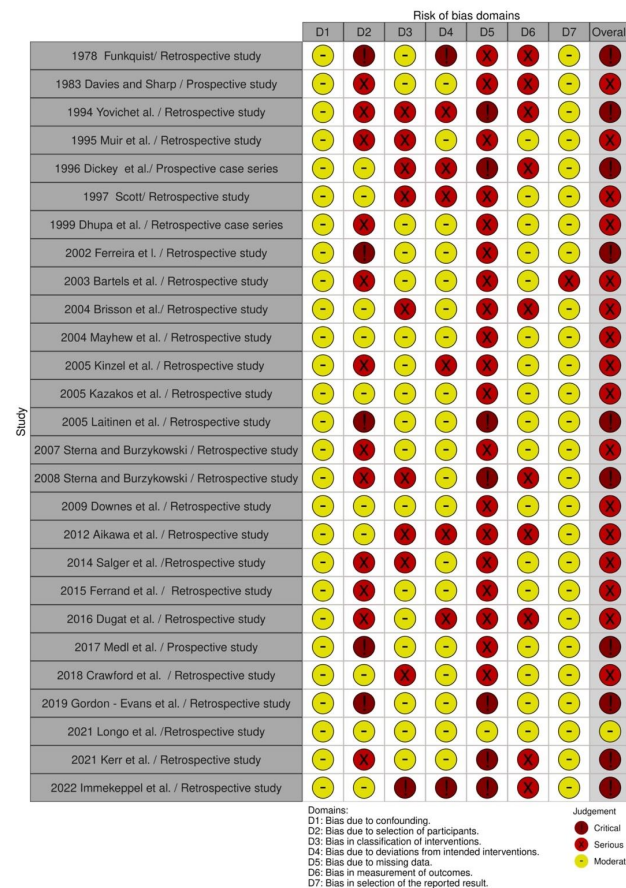 Risk of bias domains
D1 D2 D3 D4 D5 D6 D7 Overal
1978 Funkquist/ Retrospective study - ! - ! X X - !
1983 Davies and Sharp / Prospective study - X - - X X - X
1994 Yovichet al. / Retrospective study - X X X ! X - !
1995 Muir et al. / Retrospective study - X X - X - - X
1996 Dickey et al./ Prospective case series - - X X ! X - !
1997 Scott/ Retrospective study - - X X X - - X
1999 Dhupa et al. / Retrospective case series - X - - X - - X
2002 Ferreira et l. / Retrospective study - ! - - X - - !
2003 Bartels et al. / Retrospective study - X - - X - X X
2004 Brisson et al./ Retrospective study - - X - X X - X
2004 Mayhew et al. / Retrospective study - - - - X - - X
2005 Kinzel et al. / Retrospective study - X - X X - - X
2005 Kazakos et al. / Retrospective study - - - - X - - X
2005 Laitinen et al. / Retrospective study - ! - - ! - - !
Study
2007 Sterna and Burzykowski / Retrospective study - X - - X - - X
2008 Sterna and Burzykowski / Retrospective study - X X - ! X - !
2009 Downes et al. / Retrospective study - - - - X - - X
2012 Aikawa et al. / Retrospective study - - X X X X - X
2014 Salger et al. /Retrospective study - X X - X - - X
2015 Ferrand et al. / Retrospective study - X - - X - - X
2016 Dugat et al. / Retrospective study - X - X X X - X
2017 Medl et al. / Prospective study - ! - - X - - !
2018 Crawford et al. / Retrospective study - - X - X - - X
2019 Gordon - Evans et al. / Retrospective study - ! - - ! - - !
2021 Longo et al. /Retrospective study - - - - - - - -
2021 Kerr et al. / Retrospective study - X - - ! X - !
2022 Immekeppel et al. / Retrospective study - - ! ! ! X - !
Domains:
D1: Bias due to confounding.
D2: Bias due to selection of participants.
D3: Bias in classification of interventions.
D4: Bias due to deviations from intended interventions.
D5: Bias due to missing data.
D6: Bias in measurement of outcomes.
D7: Bias in selection of the reported result.
Judgement
! Critical
X Serious
- Moderat